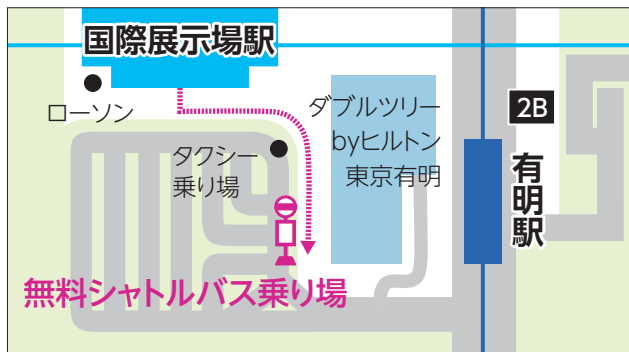 国際展示場駅
ローソン
タクシー
乗り場
ダブルツリー
byヒルトン
東京有明
2B
有明駅
無料シャトルバス乗り場